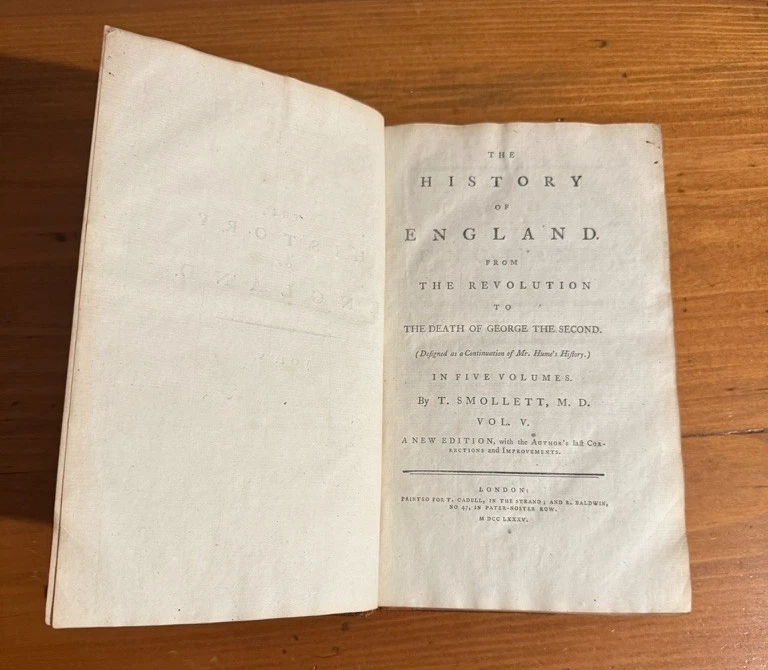 THE
HISTORY
OF
ENGLAND.
FROM
THE REVOLUTION
TO
THE DEATH OF GEORGE THE SECOND.
(Deſigned as a Continuation of Mr. Hume's Hiſtory.)
IN FIVE VOLUMES.
By T. SMOLLETT, M. D.
VOL. V.
A NEW EDITION, with the AUTHOR's laſt COR-
RECTIONS and IMPROVEMENTS.
LONDON:
PRINTED FOR T. CADELL, IN THE STRAND; AND R. BALDWIN,
NO 47, IN PATER-NOSTER ROW.
M DCC LXXXV.